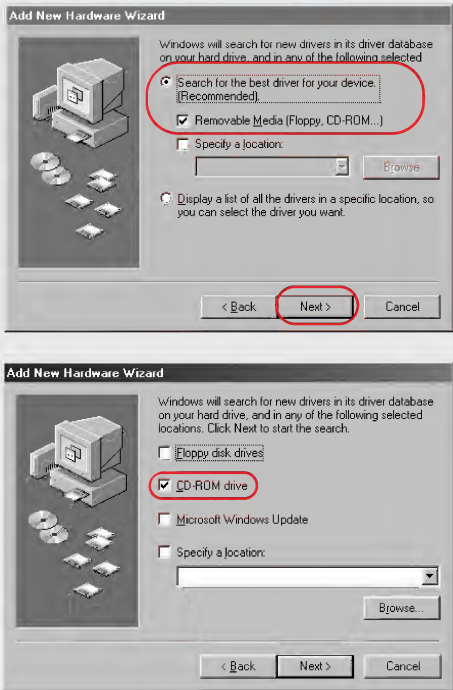 Add New Hardware Wizard
Windows will search for new drivers in its driver database
on your hard drive, and in any of the following selected
Search for the best driver for your device.
(Recommended).
Removable Media (Floppy, CD-ROM...)
Specify a location:
Browse
Display a list of all the drivers in a specific location, so
you can select the driver you want.
< Back
Next >
Cancel
Add New Hardware Wizard
Windows will search for new drivers in its driver database
on your hard drive, and in any of the following selected
locations. Click Next to start the search.
Floppy disk drives
CD-ROM drive
Microsoft Windows Update
Specify a location:
Browse...
< Back
Next >
Cancel